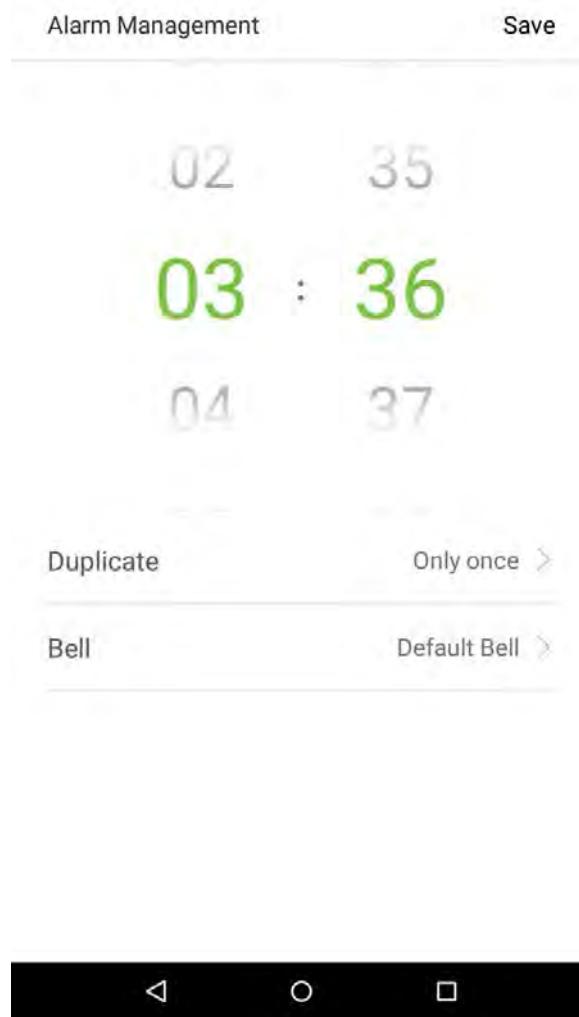 Alarm Management Save
02 35
03 : 36
04 37
Duplicate Only once
Bell Default Bell